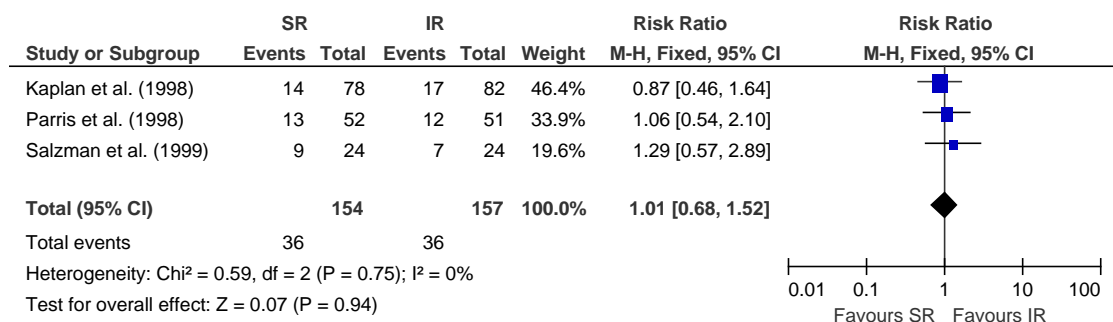 SR IR Risk Ratio Risk Ratio
Study or Subgroup Events Total Events Total Weight M-H, Fixed, 95% CI M-H, Fixed, 95% CI
Kaplan et al. (1998) 14 78 17 82 46.4% 0.87 [0.46, 1.64]
Parris et al. (1998) 13 52 12 51 33.9% 1.06 [0.54, 2.10]
Salzman et al. (1999) 9 24 7 24 19.6% 1.29 [0.57, 2.89]
Total (95% CI) 154 157 100.0% 1.01 [0.68, 1.52]
Total events 36 36
Heterogeneity: Chi² = 0.59, df = 2 (P = 0.75); I² = 0%
Test for overall effect: Z = 0.07 (P = 0.94)
0.01 0.1 1 10 100
Favours SR Favours IR